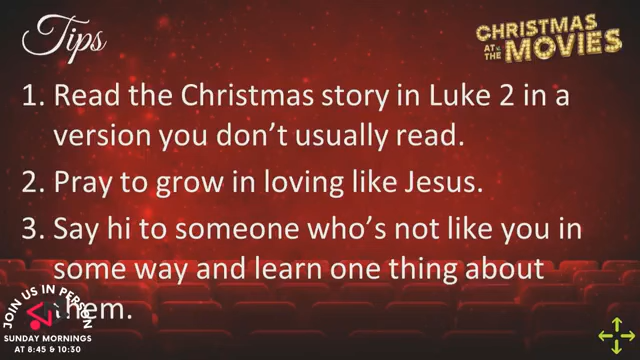 Tips
CHRISTMAS
AT THE
MOVIES
1. Read the Christmas story in Luke 2 in a
version you don't usually read.
2. Pray to grow in loving like Jesus.
3. Say hi to someone who's not like you in
some way and learn one thing about
them.
JOIN US IN PERSON
SUNDAY MORNINGS
AT 8:45 & 10:30